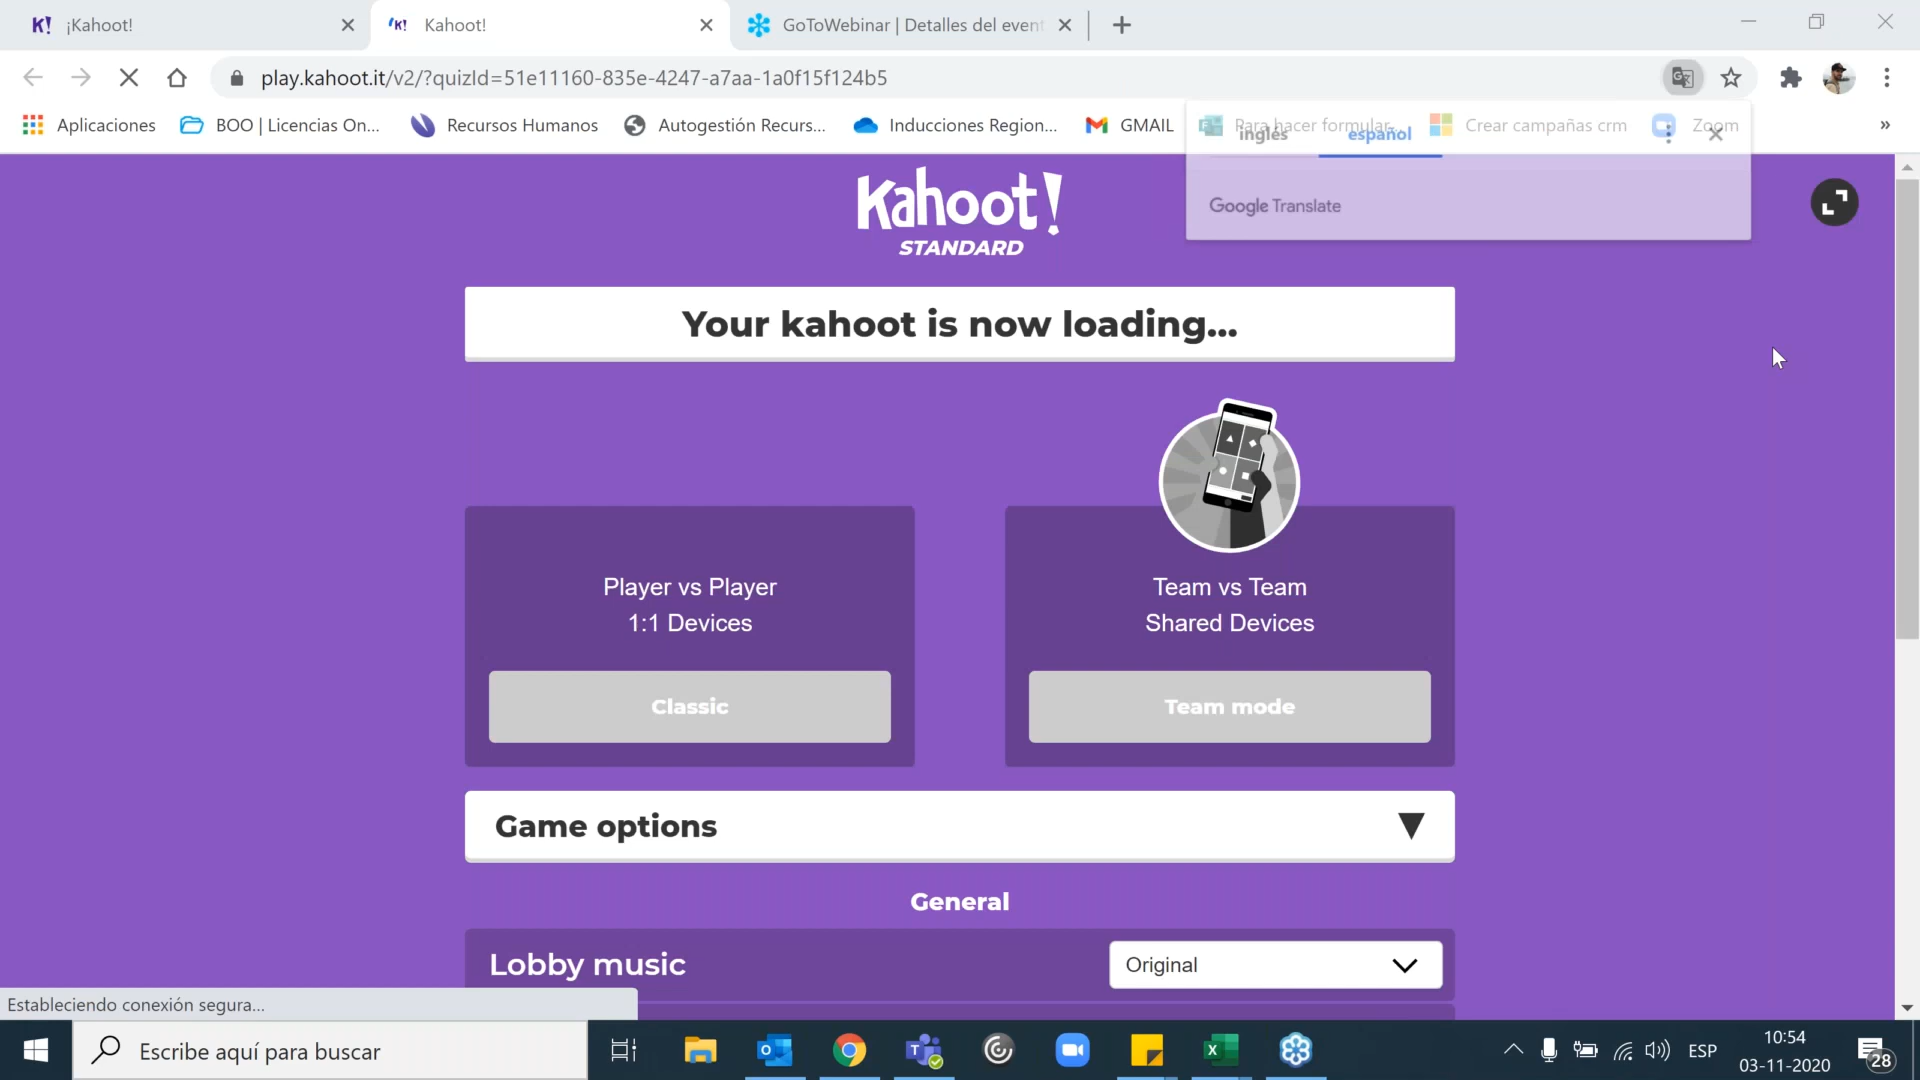 ¡Kahoot!
Kahoot!
GoToWebinar | Detalles del event
play.kahoot.it/v2/?quizId=51e11160-835e-4247-a7aa-1a0f15f124b5
Aplicaciones
BOO | Licencias On...
Recursos Humanos
Autogestión Recurs...
Inducciones Region...
GMAIL
Para hacer formular...
Crear campañas crm
Zoom
»
inglés
español
Google Translate
Kahoot!
STANDARD
Your kahoot is now loading...
Player vs Player
1:1 Devices
Classic
Team vs Team
Shared Devices
Team mode
Game options
General
Lobby music
Original
Estableciendo conexión segura...
Escribe aquí para buscar
ESP
10:54
03-11-2020
28